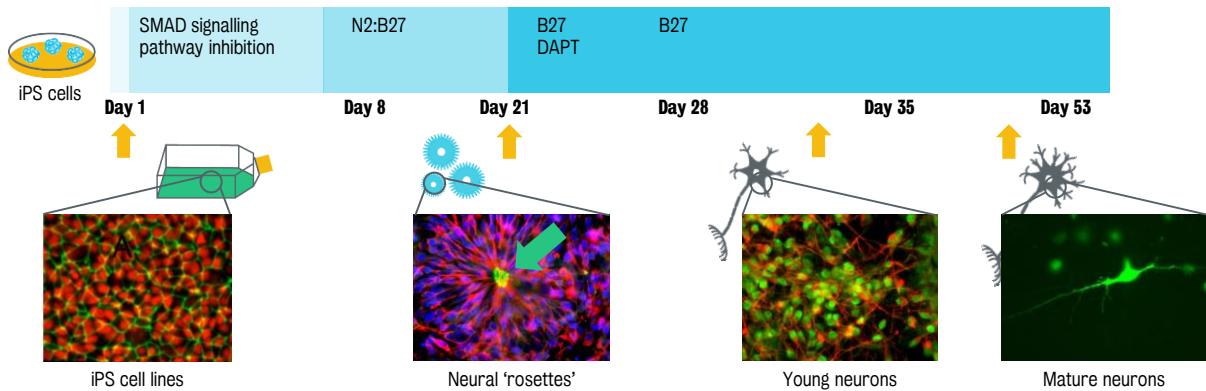 SMAD signalling
pathway inhibition
N2:B27
B27
DAPT
B27
iPS cells
Day 1
Day 8
Day 21
Day 28
Day 35
Day 53
A
iPS cell lines
Neural ‘rosettes’
Young neurons
Mature neurons